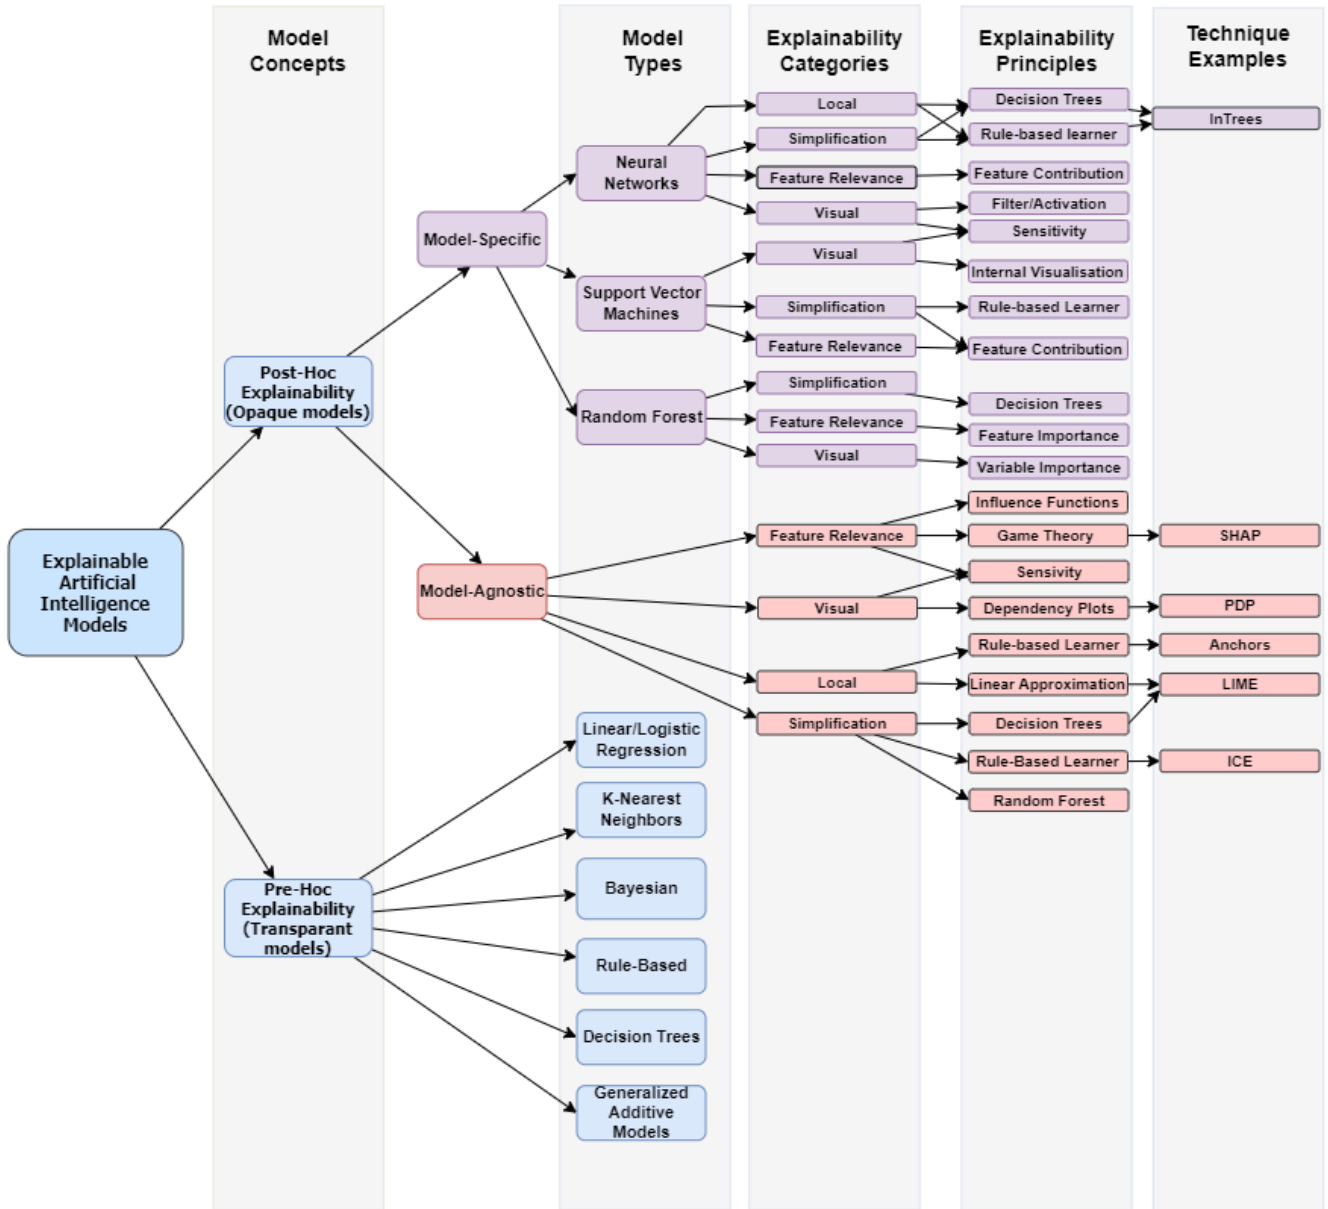 Model
Concepts
Model
Types
Explainability
Categories
Explainability
Principles
Technique
Examples
Explainable
Artificial
Intelligence
Models
Post-Hoc
Explainability
(Opaque models)
Pre-Hoc
Explainability
(Transparant
models)
Model-Specific
Model-Agnostic
Neural
Networks
Support Vector
Machines
Random Forest
Linear/Logistic
Regression
K-Nearest
Neighbors
Bayesian
Rule-Based
Decision Trees
Generalized
Additive
Models
Local
Simplification
Feature Relevance
Visual
Visual
Simplification
Feature Relevance
Simplification
Feature Relevance
Visual
Feature Relevance
Visual
Local
Simplification
Decision Trees
Rule-based learner
Feature Contribution
Filter/Activation
Sensitivity
Internal Visualisation
Rule-based Learner
Feature Contribution
Decision Trees
Feature Importance
Variable Importance
Influence Functions
Game Theory
Sensivity
Dependency Plots
Rule-based Learner
Linear Approximation
Decision Trees
Rule-Based Learner
Random Forest
InTrees
SHAP
PDP
Anchors
LIME
ICE